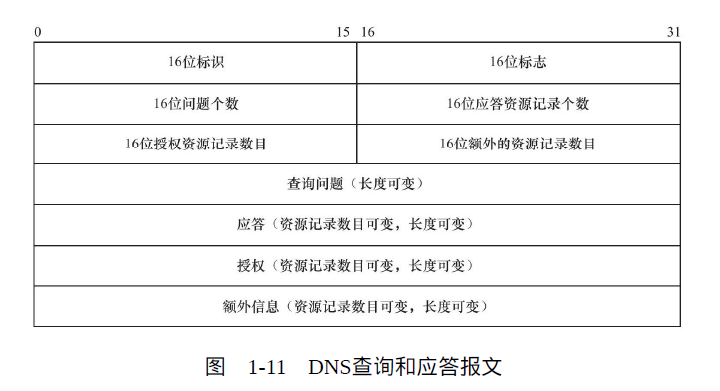 0 15 16 31
16位标识 16位标志
16位问题个数 16位应答资源记录个数
16位授权资源记录数目 16位额外的资源记录数目
查询问题（长度可变）
应答（资源记录数目可变，长度可变）
授权（资源记录数目可变，长度可变）
额外信息（资源记录数目可变，长度可变）
图 1-11 DNS查询和应答报文